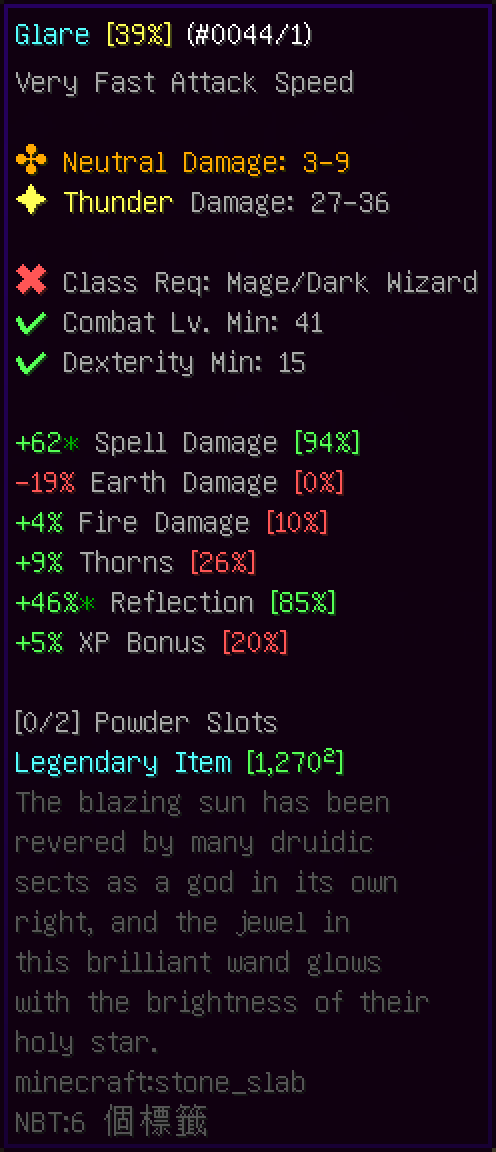 Glare [39%] (#0044/1)
Very Fast Attack Speed
✣ Neutral Damage: 3-9
✦ Thunder Damage: 27-36
✖ Class Req: Mage/Dark Wizard
✔ Combat Lv. Min: 41
✔ Dexterity Min: 15
+62* Spell Damage [94%]
-19% Earth Damage [0%]
+4% Fire Damage [10%]
+9% Thorns [26%]
+46%* Reflection [85%]
+5% XP Bonus [20%]
[0/2] Powder Slots
Legendary Item [1,270²]
The blazing sun has been
revered by many druidic
sects as a god in its own
right, and the jewel in
this brilliant wand glows
with the brightness of their
holy star.
minecraft:stone_slab
NBT:6 個標籤